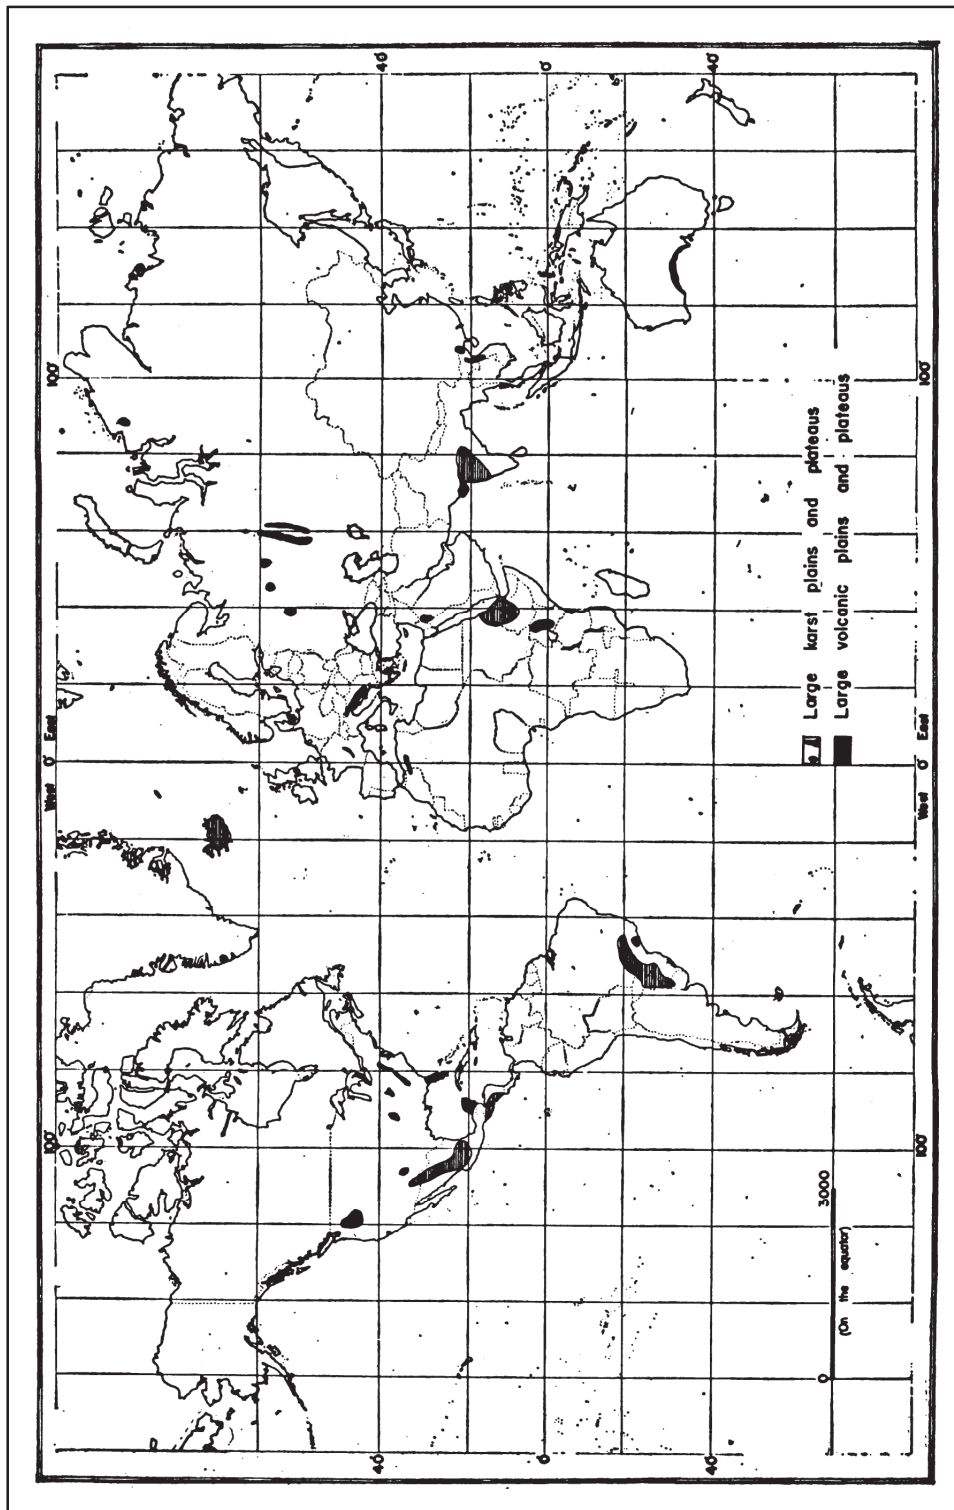 100° West 0° East 100°
40 40°
0 0°
40 40°
Large karst plains and plateaus
Large volcanic plains and plateaus
0 3000
(On the equator)
100° West 0° East 100°